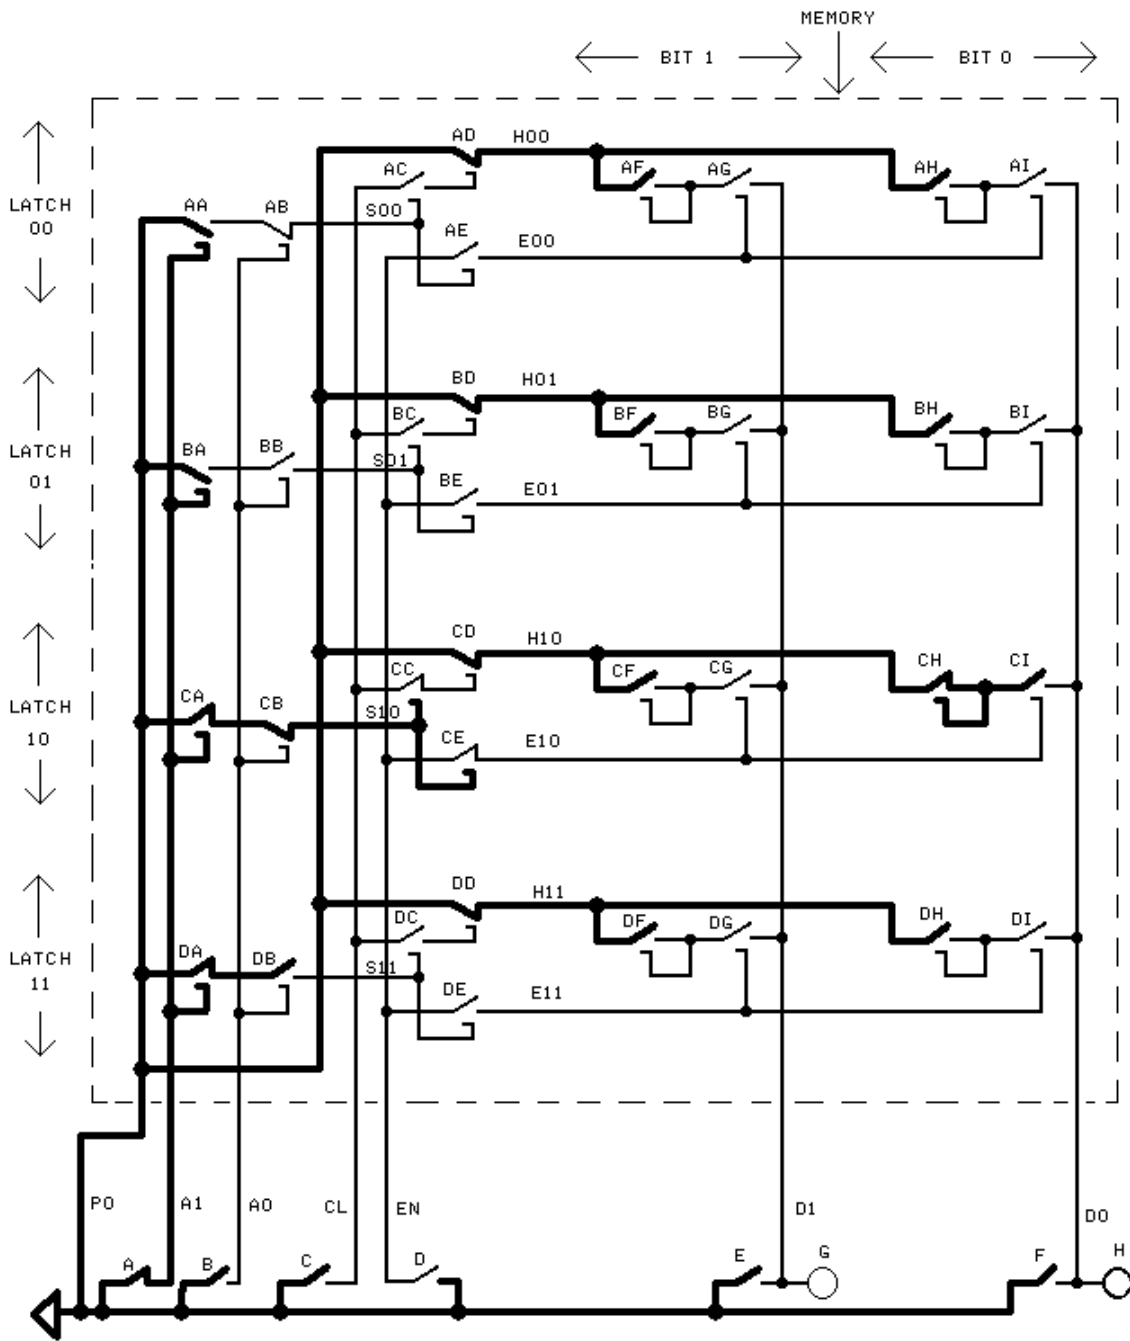 MEMORY
BIT 1
BIT 0
AD
H00
AC
AF
AG
AH
AI
LATCH
00
AA
AB
S00
AE
E00
BD
H01
BC
BF
BG
BH
BI
LATCH
01
BA
BB
S01
BE
E01
CD
H10
CC
CF
CG
CH
CI
LATCH
10
CA
CB
S10
CE
E10
DD
H11
DC
DF
DG
DH
DI
LATCH
11
DA
DB
S11
DE
E11
P0
A1
A0
CL
EN
D1
D0
A
B
C
D
E
G
F
H